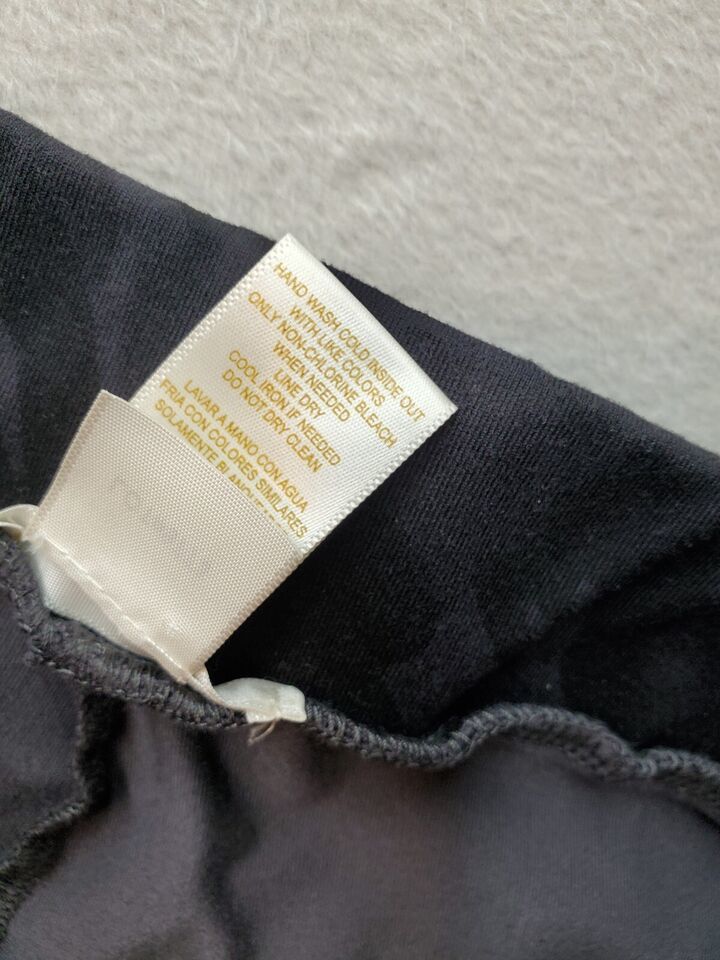 HAND WASH COLD INSIDE OUT
WITH LIKE COLORS
ONLY NON-CHLORINE BLEACH
WHEN NEEDED
LINE DRY
COOL IRON IF NEEDED
DO NOT DRY CLEAN
LAVAR A MANO CON AGUA
FRIA CON COLORES SIMILARES
SOLAMENTE